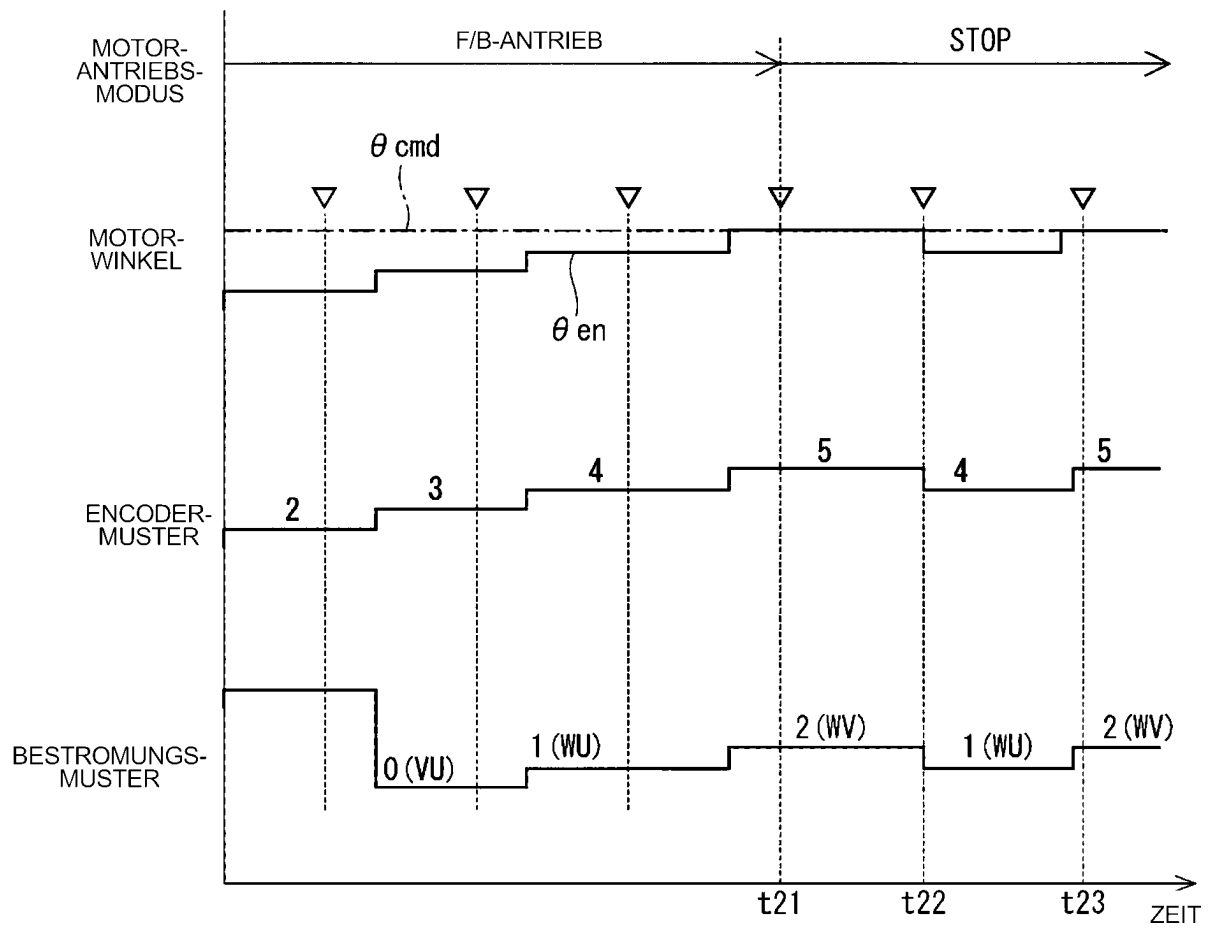 MOTOR-
ANTRIEBS-
MODUS
F/B-ANTRIEB
STOP
θ cmd
MOTOR-
WINKEL
θ en
ENCODER-
MUSTER
2
3
4
5
4
5
BESTROMUNGS-
MUSTER
0 (VU)
1 (WU)
2 (WV)
1 (WU)
2 (WV)
t21
t22
t23
ZEIT